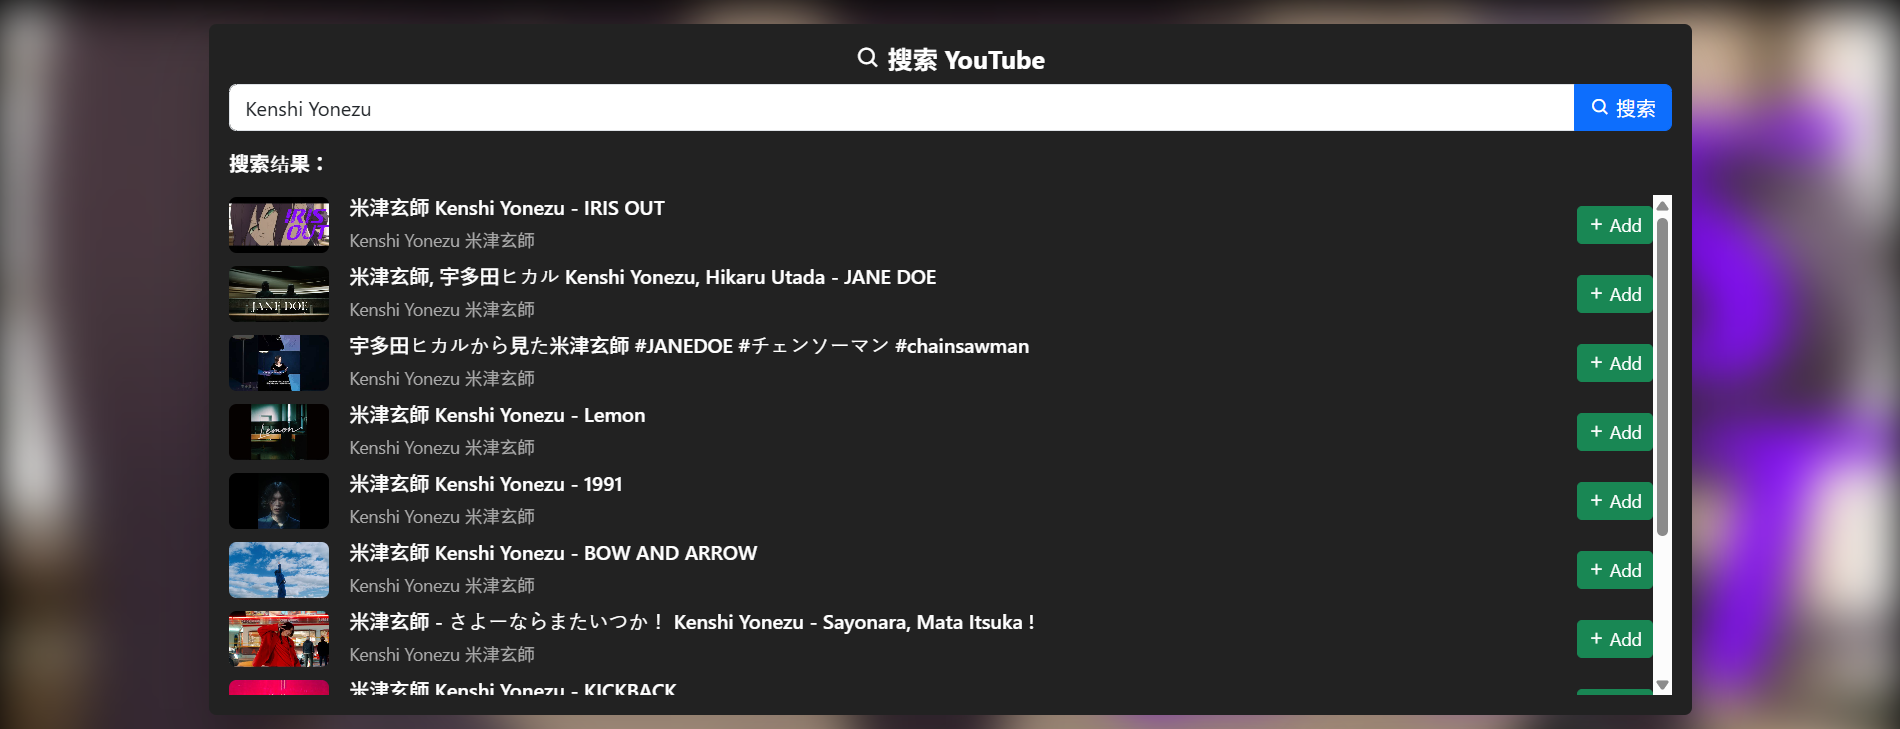 搜索 YouTube
Kenshi Yonezu
搜索
搜索结果：
IRIS OUT
米津玄師 Kenshi Yonezu - IRIS OUT
Kenshi Yonezu 米津玄師
+ Add
JANE DOE
米津玄師, 宇多田ヒカル Kenshi Yonezu, Hikaru Utada - JANE DOE
Kenshi Yonezu 米津玄師
+ Add
宇多田ヒカルから見た米津玄師 #JANEDOE #チェンソーマン #chainsawman
Kenshi Yonezu 米津玄師
+ Add
Lemon
米津玄師 Kenshi Yonezu - Lemon
Kenshi Yonezu 米津玄師
+ Add
米津玄師 Kenshi Yonezu - 1991
Kenshi Yonezu 米津玄師
+ Add
米津玄師 Kenshi Yonezu - BOW AND ARROW
Kenshi Yonezu 米津玄師
+ Add
米津玄師 - さよーならまたいつか！ Kenshi Yonezu - Sayonara, Mata Itsuka !
Kenshi Yonezu 米津玄師
+ Add
米津玄師 Kenshi Yonezu - KICKBACK